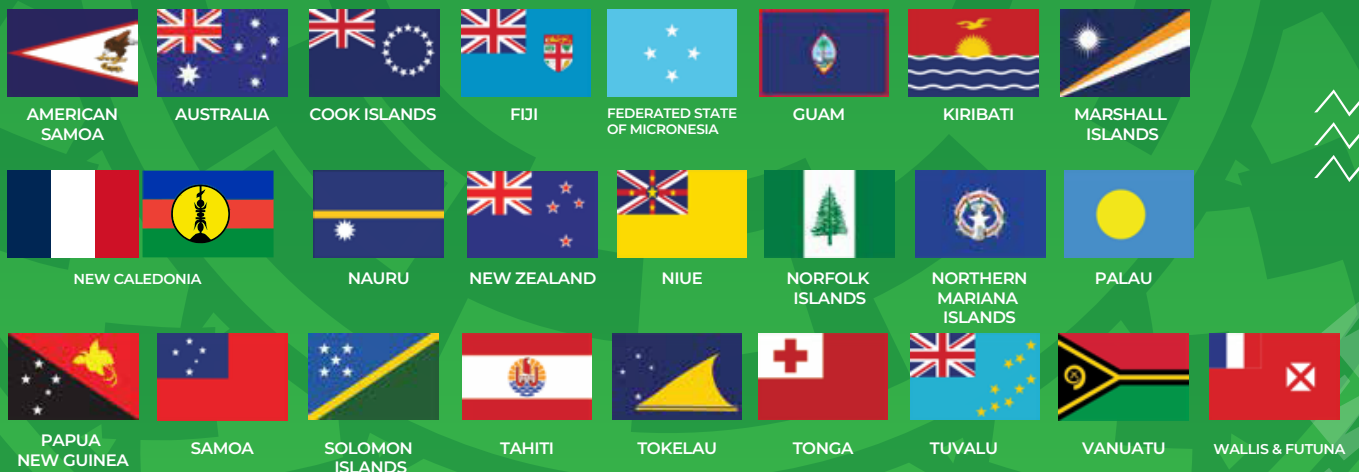 AMERICAN
SAMOA
AUSTRALIA
COOK ISLANDS
FIJI
FEDERATED STATE
OF MICRONESIA
GUAM
KIRIBATI
MARSHALL
ISLANDS
NEW CALEDONIA
NAURU
NEW ZEALAND
NIUE
NORFOLK
ISLANDS
NORTHERN
MARIANA
ISLANDS
PALAU
PAPUA
NEW GUINEA
SAMOA
SOLOMON
ISLANDS
TAHITI
TOKELAU
TONGA
TUVALU
VANUATU
WALLIS & FUTUNA